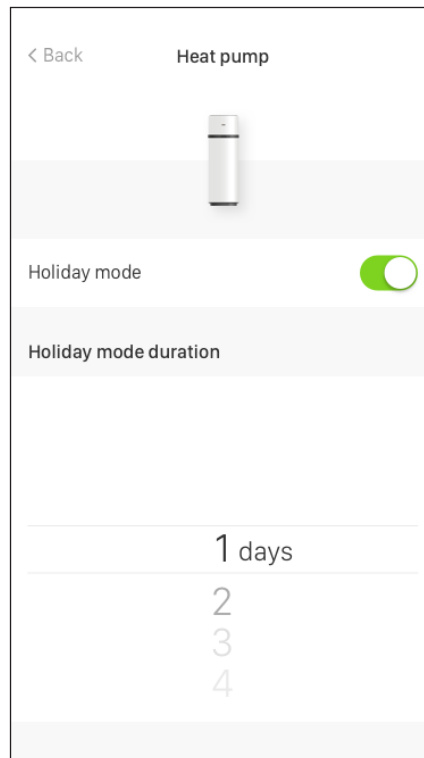 < Back Heat pump
Holiday mode
Holiday mode duration
1 days
2
3
4